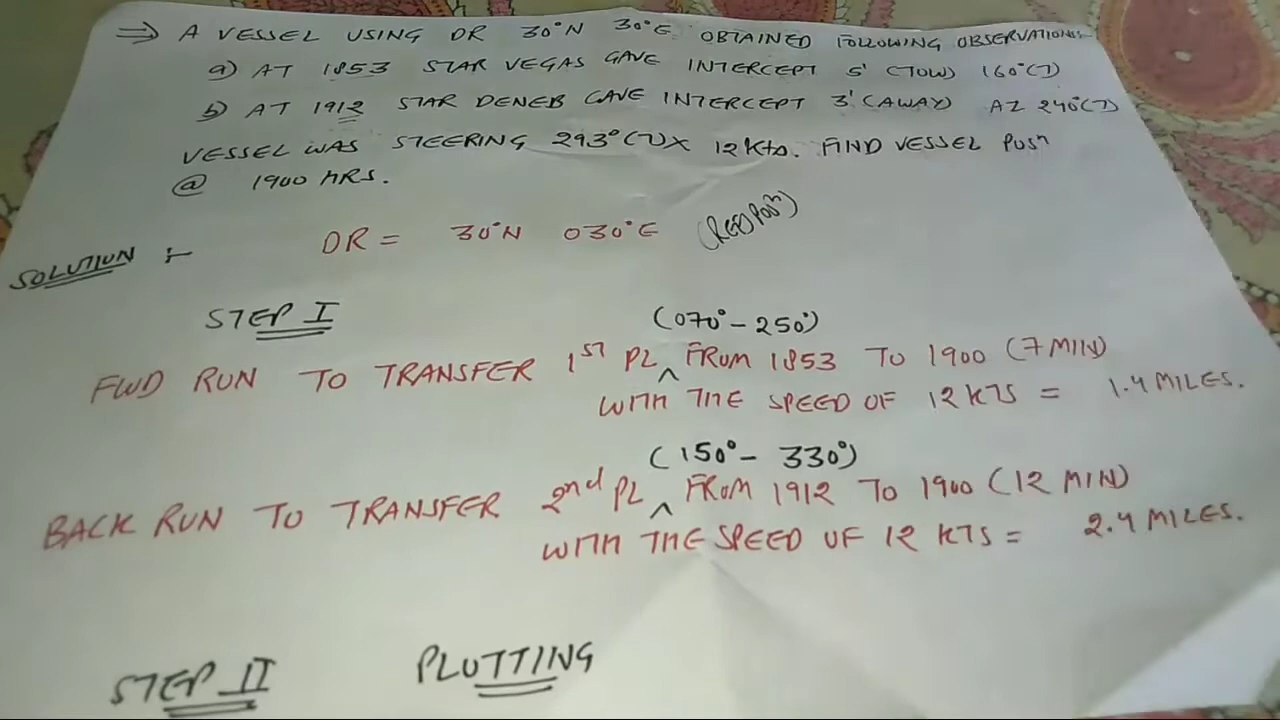 ⇒ A VESSEL USING DR 30°N 30°E OBTAINED FOLLOWING OBSERVATIONS:
a) AT 1853 STAR VEGAS GAVE INTERCEPT 5' (TOW) 160°(T)
b) AT 1912 STAR DENEB GAVE INTERCEPT 3' (AWAY) AZ 240°(T)
VESSEL WAS STEERING 293°(T) X 12 Kts. FIND VESSEL POSn
@ 1900 HRS.
SOLUTION :-
DR = 30°N 030°E (RED POSn)
STEP I
(070° - 250°)
FWD RUN TO TRANSFER 1ST PL ^ FROM 1853 TO 1900 (7 MIN)
WITH THE SPEED OF 12 KTS = 1.4 MILES.
(150° - 330°)
BACK RUN TO TRANSFER 2nd PL ^ FROM 1912 TO 1900 (12 MIN)
WITH THE SPEED OF 12 KTS = 2.4 MILES.
STEP II PLOTTING